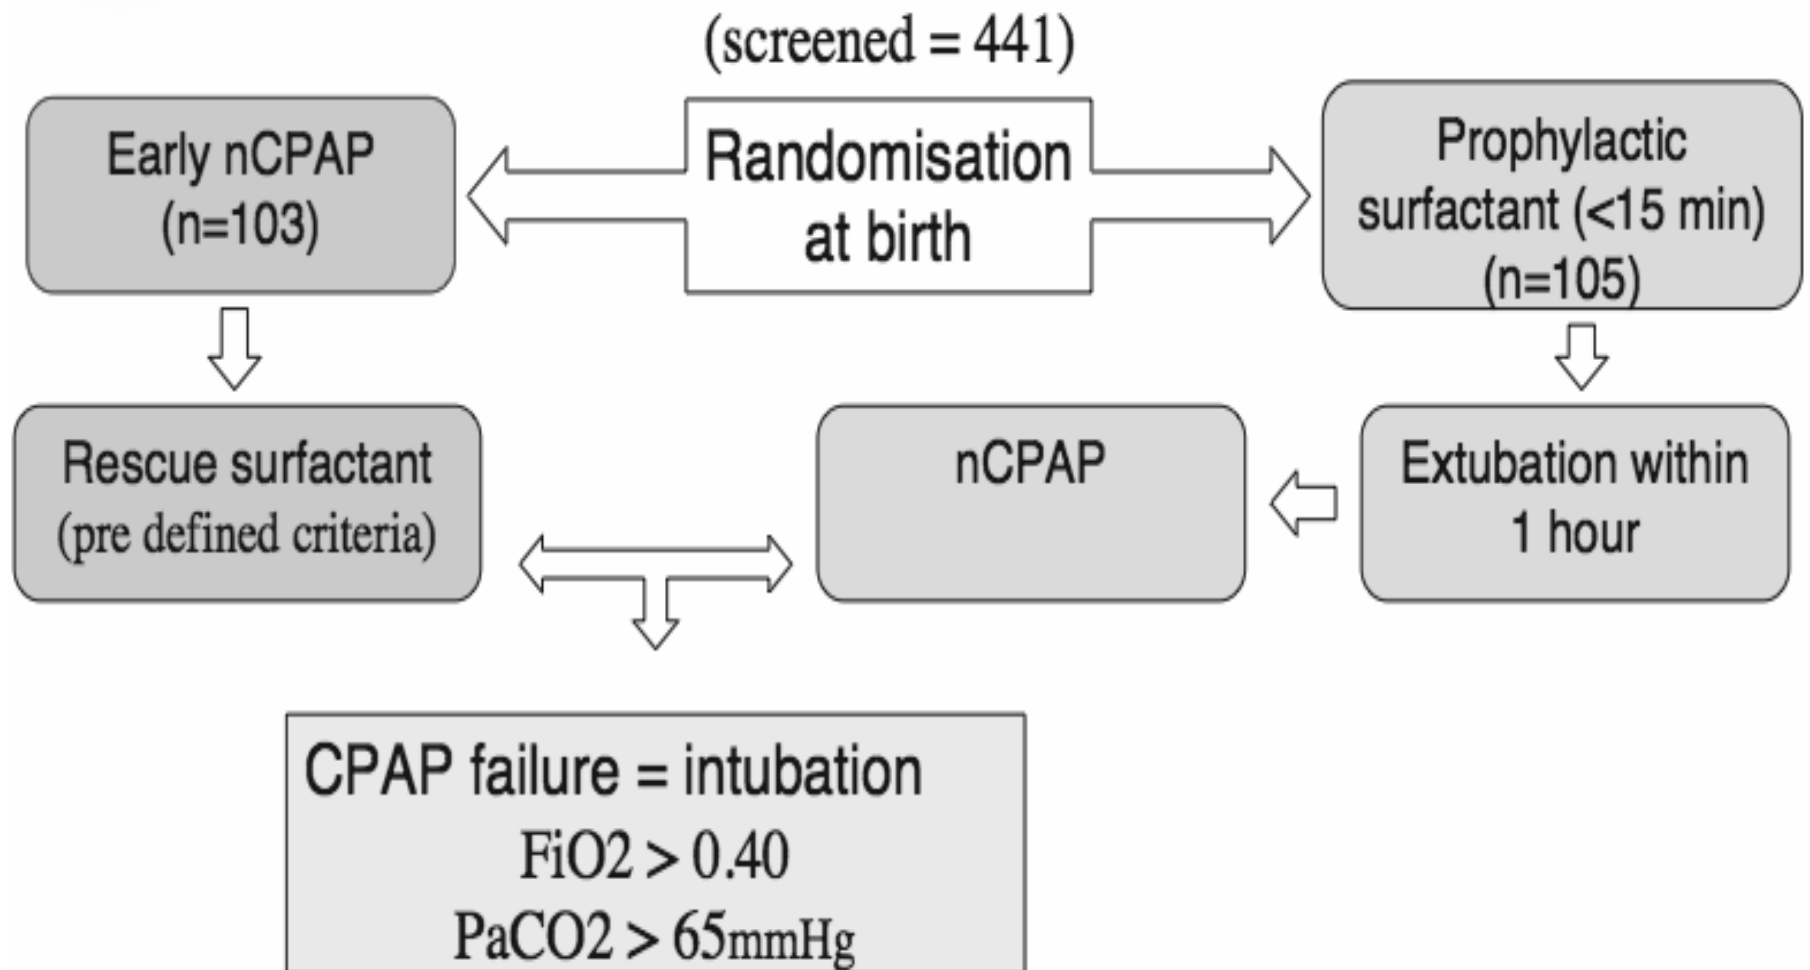 (screened = 441)
Early nCPAP
(n=103)
Randomisation
at birth
Prophylactic
surfactant (<15 min)
(n=105)
Rescue surfactant
(pre defined criteria)
nCPAP
Extubation within
1 hour
CPAP failure = intubation
FiO2 > 0.40
PaCO2 > 65mmHg